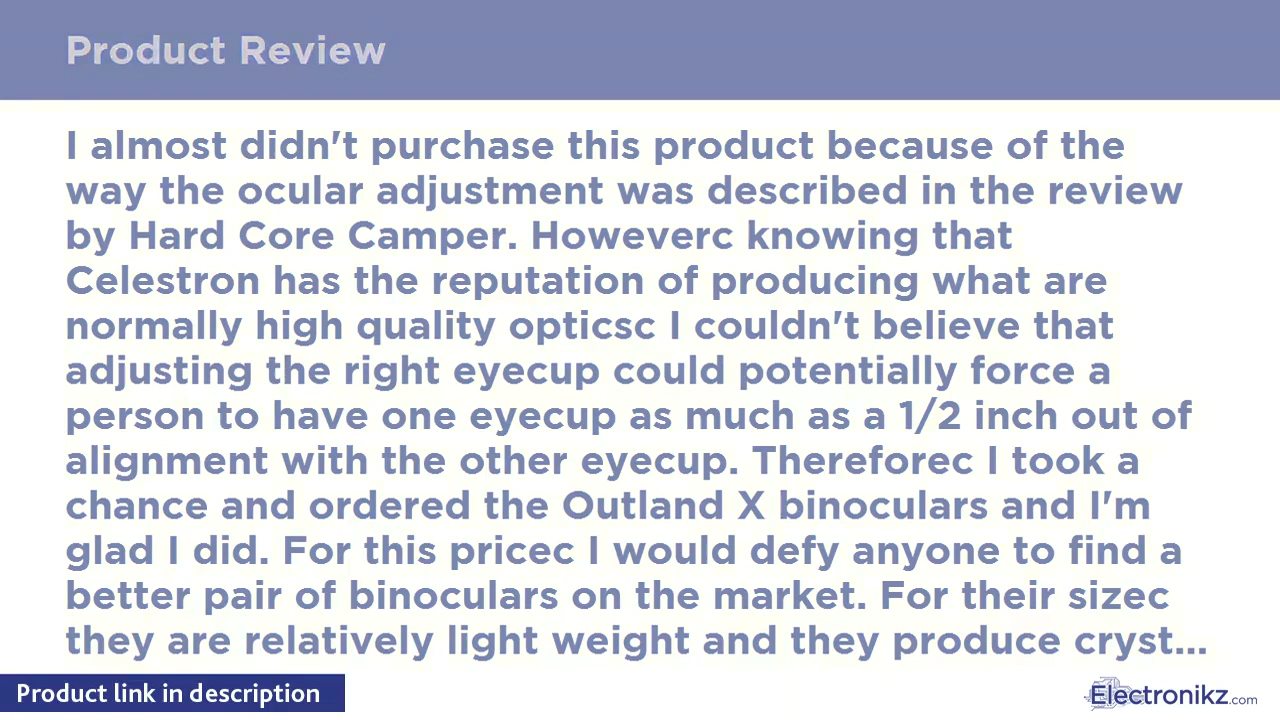 Product Review
I almost didn't purchase this product because of the
way the ocular adjustment was described in the review
by Hard Core Camper. Howeverc knowing that
Celestron has the reputation of producing what are
normally high quality opticsc I couldn't believe that
adjusting the right eyecup could potentially force a
person to have one eyecup as much as a 1/2 inch out of
alignment with the other eyecup. Thereforec I took a
chance and ordered the Outland X binoculars and I'm
glad I did. For this pricec I would defy anyone to find a
better pair of binoculars on the market. For their sizec
they are relatively light weight and they produce cryst...
Product link in description
Electronikz.com